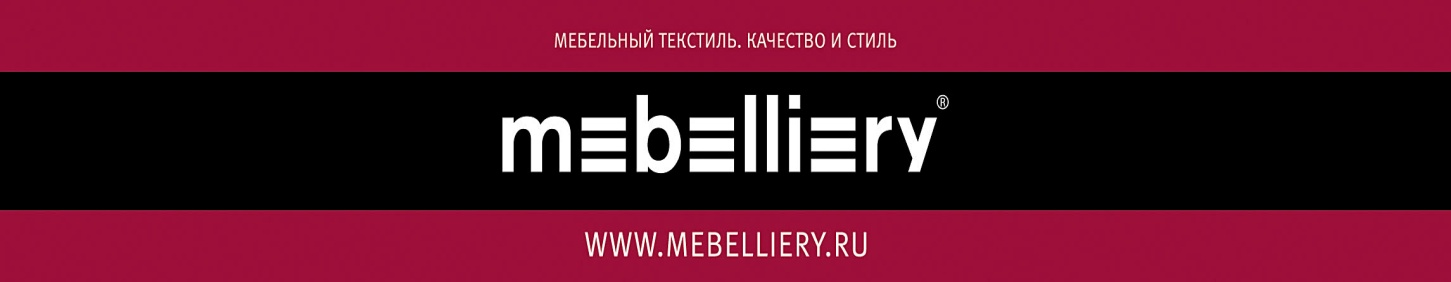 МЕБЕЛЬНЫЙ ТЕКСТИЛЬ. КАЧЕСТВО И СТИЛЬ
mebelliery®
WWW.MEBELLIERY.RU